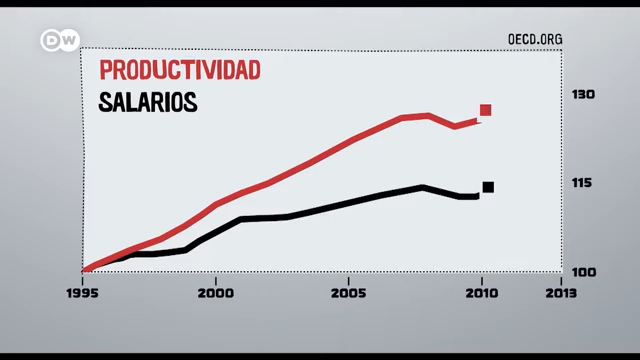 DW
OECD.ORG
PRODUCTIVIDAD
SALARIOS
130
115
100
1995 2000 2005 2010 2013